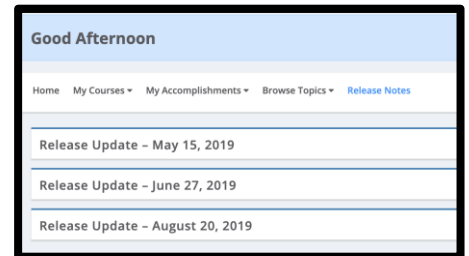 Good Afternoon
Home My Courses My Accomplishments Browse Topics Release Notes
Release Update – May 15, 2019
Release Update – June 27, 2019
Release Update – August 20, 2019